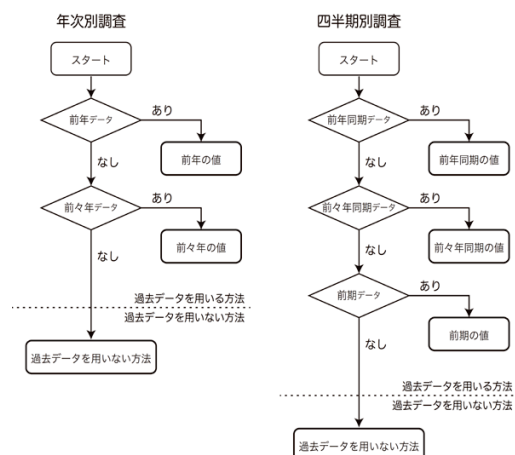 年次別調査
スタート
前年データ
あり
前年の値
なし
前々年データ
あり
前々年の値
なし
過去データを用いる方法
過去データを用いない方法
過去データを用いない方法
四半期別調査
スタート
前年同期データ
あり
前年同期の値
なし
前々年同期データ
あり
前々年同期の値
なし
前期データ
あり
前期の値
なし
過去データを用いる方法
過去データを用いない方法
過去データを用いない方法